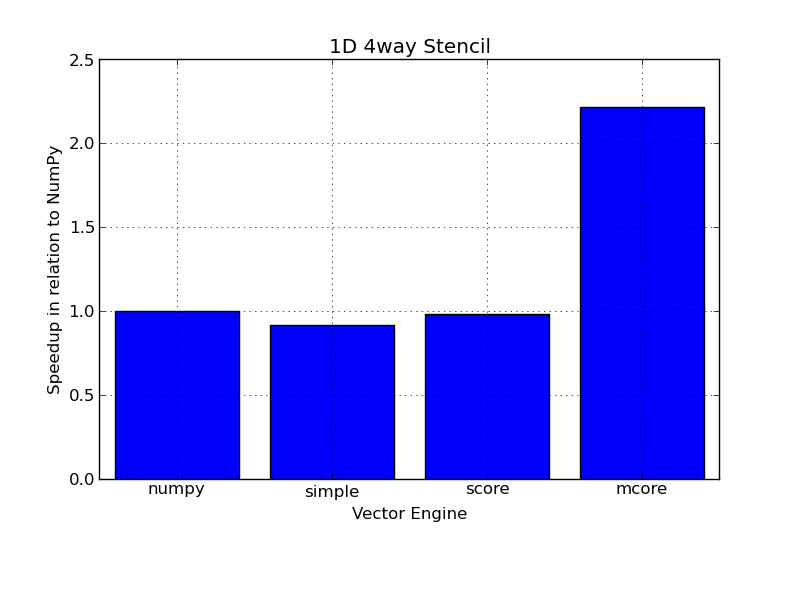 1D 4way Stencil
2.5
2.0
1.5
1.0
0.5
0.0
Speedup in relation to NumPy
numpy simple score mcore
Vector Engine